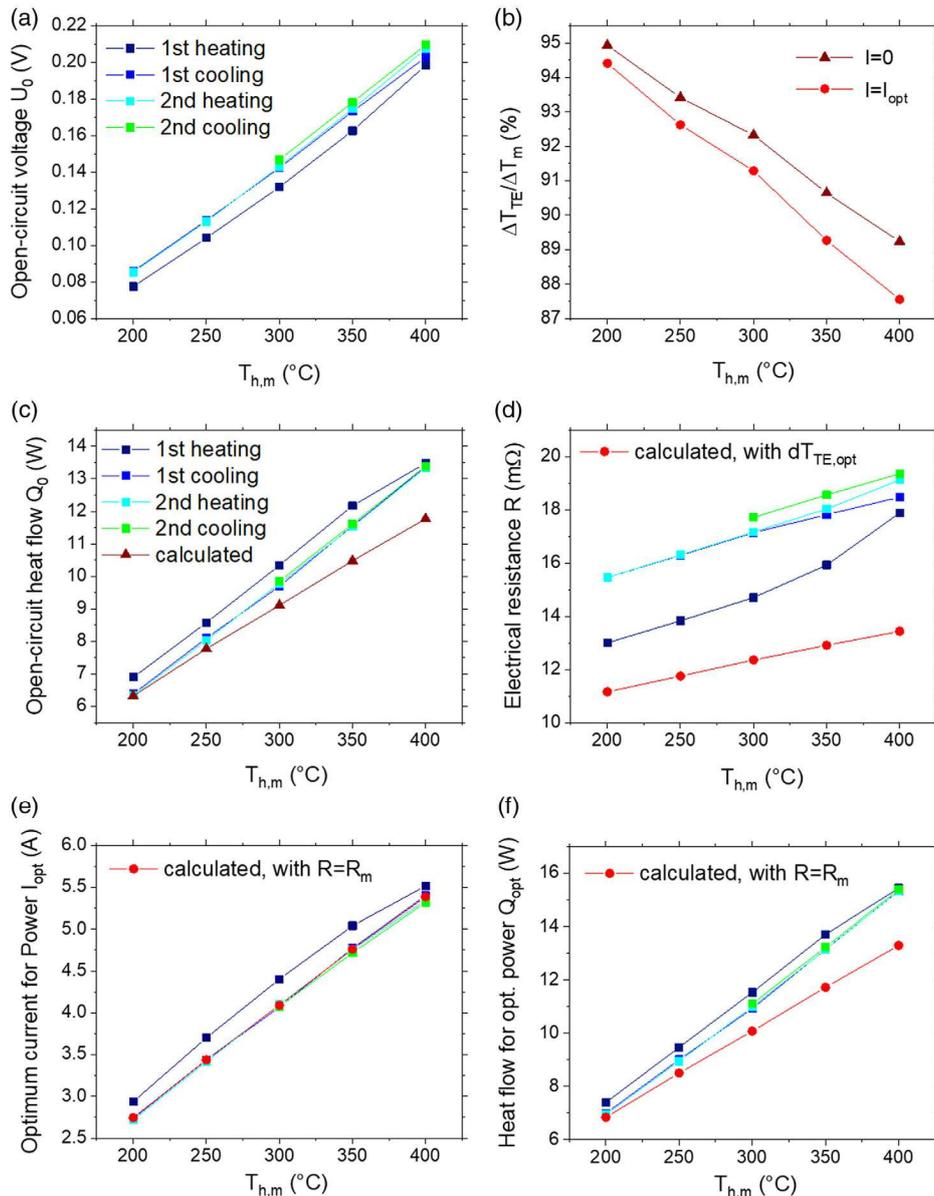 (a)
Open-circuit voltage U0 (V)
0.22
0.20
0.18
0.16
0.14
0.12
0.10
0.08
0.06
1st heating
1st cooling
2nd heating
2nd cooling
200 250 300 350 400
Th,m (°C)
(b)
ΔTTE/ΔTm (%)
95
94
93
92
91
90
89
88
87
I=0
I=Iopt
200 250 300 350 400
Th,m (°C)
(c)
Open-circuit heat flow Q0 (W)
14
13
12
11
10
9
8
7
6
1st heating
1st cooling
2nd heating
2nd cooling
calculated
200 250 300 350 400
Th,m (°C)
(d)
Electrical resistance R (mΩ)
20
18
16
14
12
10
calculated, with dTTE,opt
200 250 300 350 400
Th,m (°C)
(e)
Optimum current for Power Iopt (A)
6.0
5.5
5.0
4.5
4.0
3.5
3.0
2.5
calculated, with R=Rm
200 250 300 350 400
Th,m (°C)
(f)
Heat flow for opt. power Qopt (W)
16
14
12
10
8
6
calculated, with R=Rm
200 250 300 350 400
Th,m (°C)